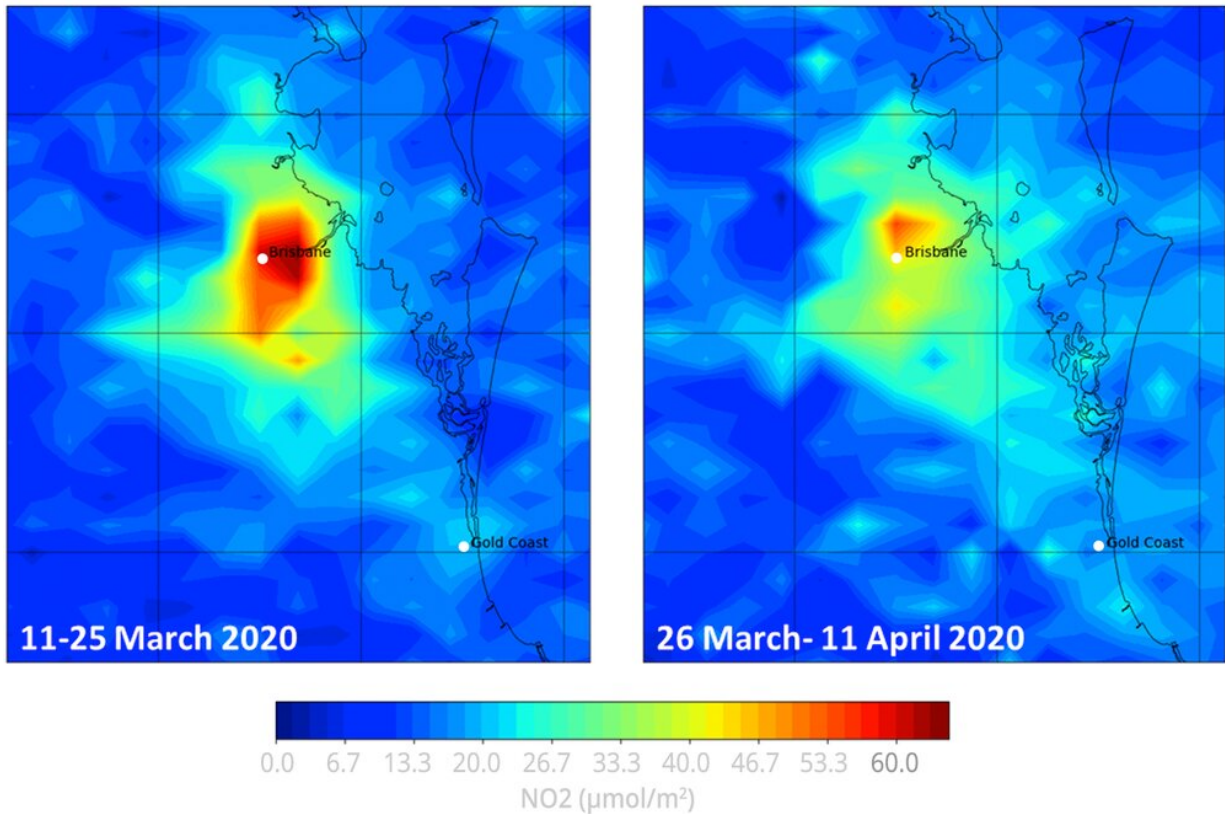 Brisbane
Gold Coast
11-25 March 2020
Brisbane
Gold Coast
26 March- 11 April 2020
0.0 6.7 13.3 20.0 26.7 33.3 40.0 46.7 53.3 60.0
NO2 (µmol/m²)